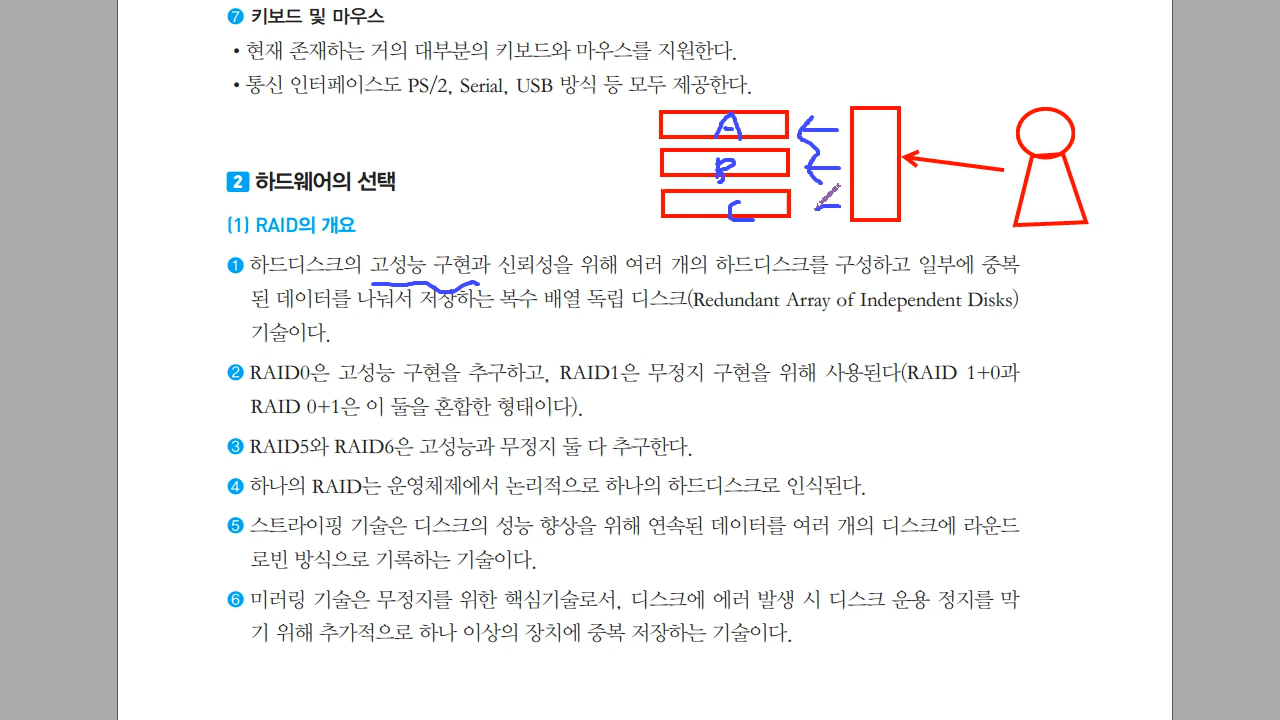 ❼ 키보드 및 마우스
• 현재 존재하는 거의 대부분의 키보드와 마우스를 지원한다.
• 통신 인터페이스도 PS/2, Serial, USB 방식 등 모두 제공한다.
A
B
C
2 하드웨어의 선택
(1) RAID의 개요
❶ 하드디스크의 고성능 구현과 신뢰성을 위해 여러 개의 하드디스크를 구성하고 일부에 중복
된 데이터를 나눠서 저장하는 복수 배열 독립 디스크(Redundant Array of Independent Disks)
기술이다.
❷ RAID0은 고성능 구현을 추구하고, RAID1은 무정지 구현을 위해 사용된다(RAID 1+0과
RAID 0+1은 이 둘을 혼합한 형태이다).
❸ RAID5와 RAID6은 고성능과 무정지 둘 다 추구한다.
❹ 하나의 RAID는 운영체제에서 논리적으로 하나의 하드디스크로 인식된다.
❺ 스트라이핑 기술은 디스크의 성능 향상을 위해 연속된 데이터를 여러 개의 디스크에 라운드
로빈 방식으로 기록하는 기술이다.
❻ 미러링 기술은 무정지를 위한 핵심기술로서, 디스크에 에러 발생 시 디스크 운용 정지를 막
기 위해 추가적으로 하나 이상의 장치에 중복 저장하는 기술이다.